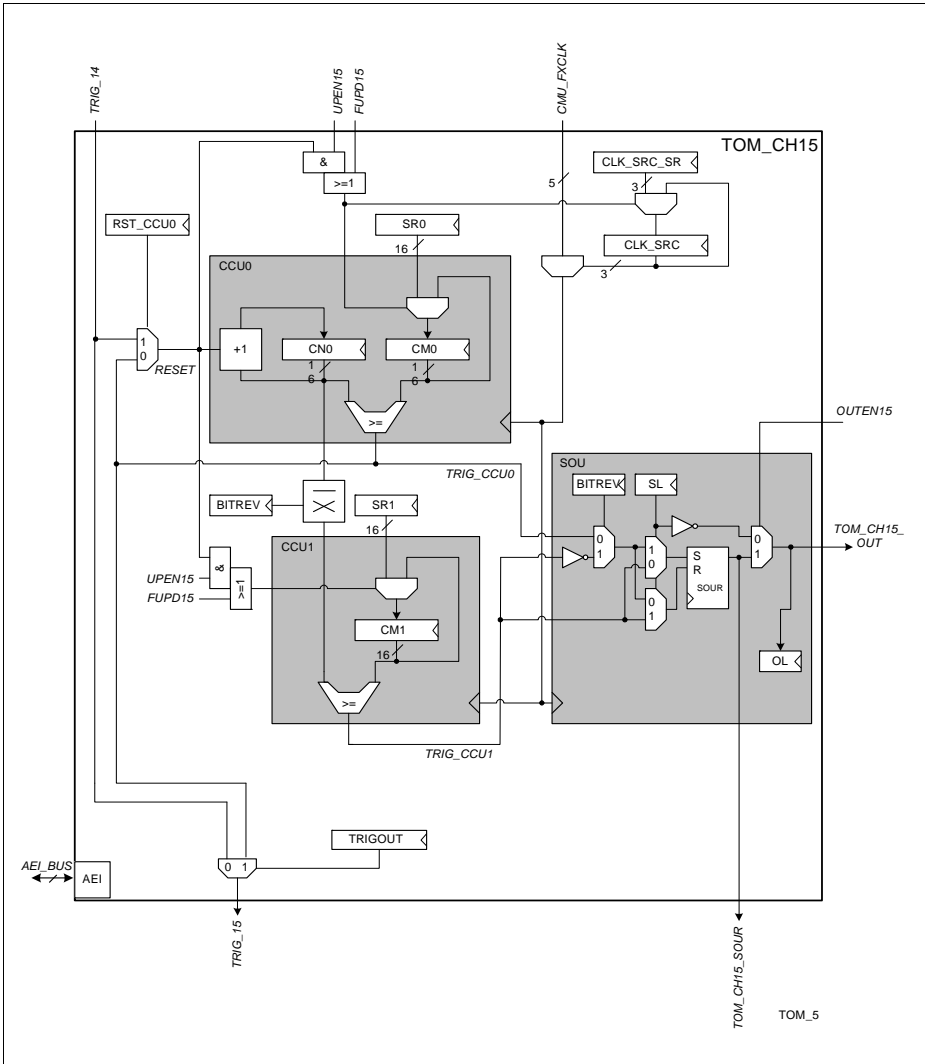 TRIG_14
UPEN15
FUPD15
CMU_FXCLK
TOM_CH15
&
>=1
5
CLK_SRC_SR
3
RST_CCU0
SR0
16
CLK_SRC
3
CCU0
1
0
RESET
+1
CN0
CM0
1
6
1
6
>=
OUTEN15
TRIG_CCU0
SOU
BITREV
SL
BITREV
SR1
16
0
1
1
0
S
R
SOUR
0
1
TOM_CH15_
OUT
CCU1
&
>=1
UPEN15
FUPD15
0
1
CM1
16
OL
>=
TRIG_CCU1
TRIGOUT
AEI_BUS
AEI
0 1
TRIG_15
TOM_CH15_SOUR
TOM_5